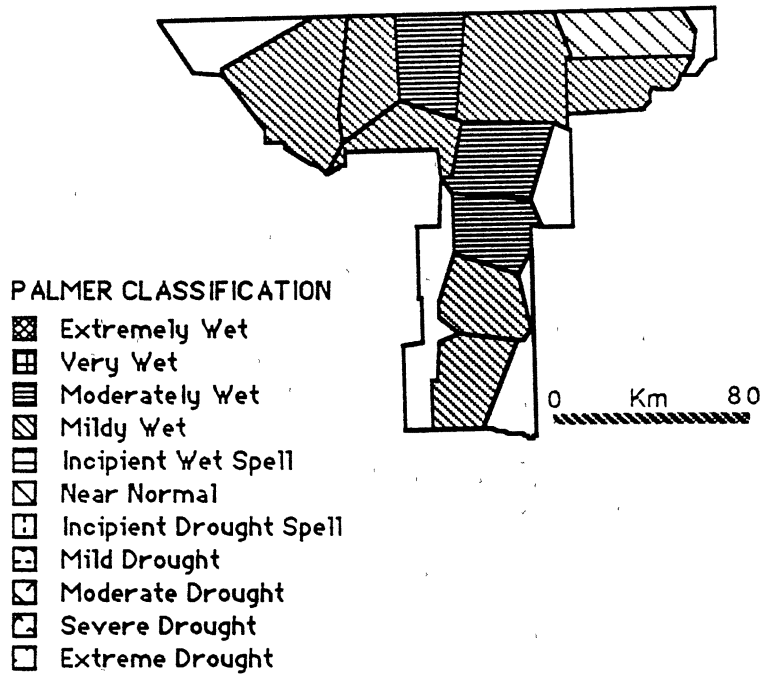 PALMER CLASSIFICATION
Extremely Wet
Very Wet
Moderately Wet
Mildy Wet
Incipient Wet Spell
Near Normal
Incipient Drought Spell
Mild Drought
Moderate Drought
Severe Drought
Extreme Drought
0 Km 80